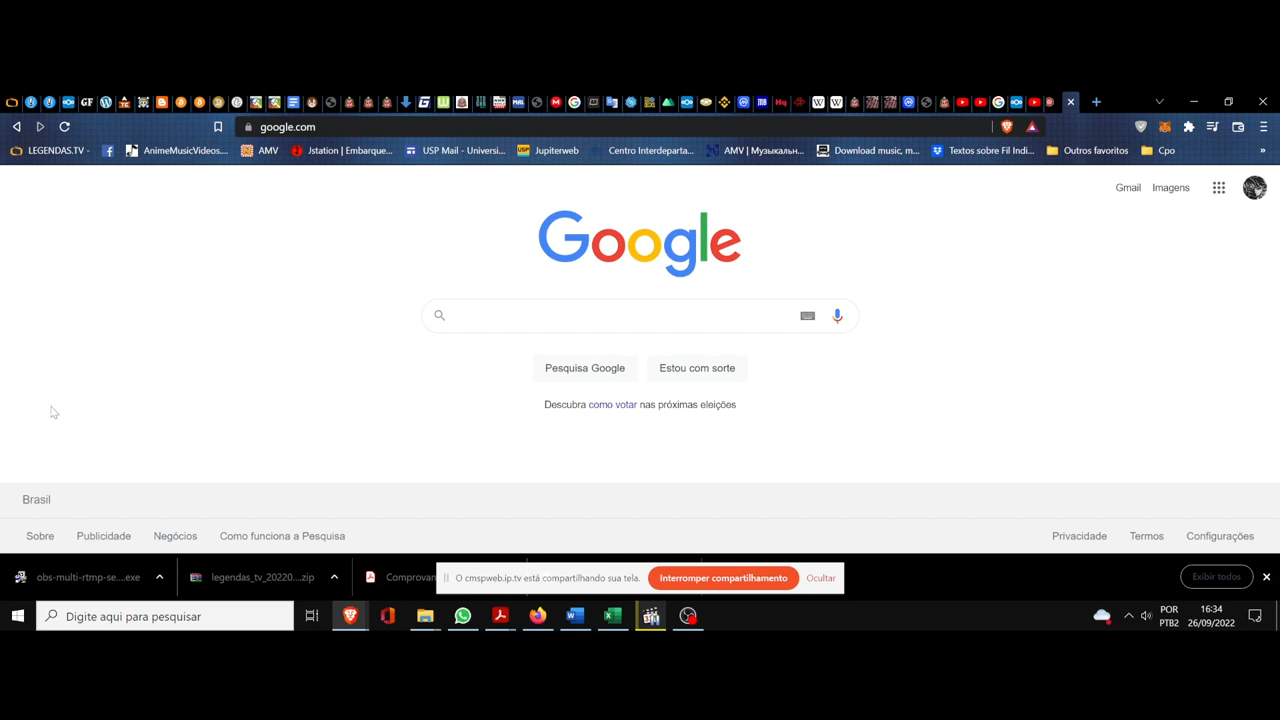 google.com
LEGENDAS.TV
AnimeMusicVideos...
AMV
Jstation | Embarque...
USP Mail - Universi...
Jupiterweb
Centro Interdeparta...
AMV | Музыкальн...
Download music, m...
Textos sobre Fil Indi...
Outros favoritos
Cpo
Gmail
Imagens
Google
Pesquisa Google
Estou com sorte
Descubra como votar nas próximas eleições
Brasil
Sobre
Publicidade
Negócios
Como funciona a Pesquisa
Privacidade
Termos
Configurações
obs-multi-rtmp-se....exe
legendas_tv_20220....zip
Comprovan
O cmspweb.ip.tv está compartilhando sua tela.
Interromper compartilhamento
Ocultar
Exibir todos
Digite aqui para pesquisar
POR
PTB2
16:34
26/09/2022